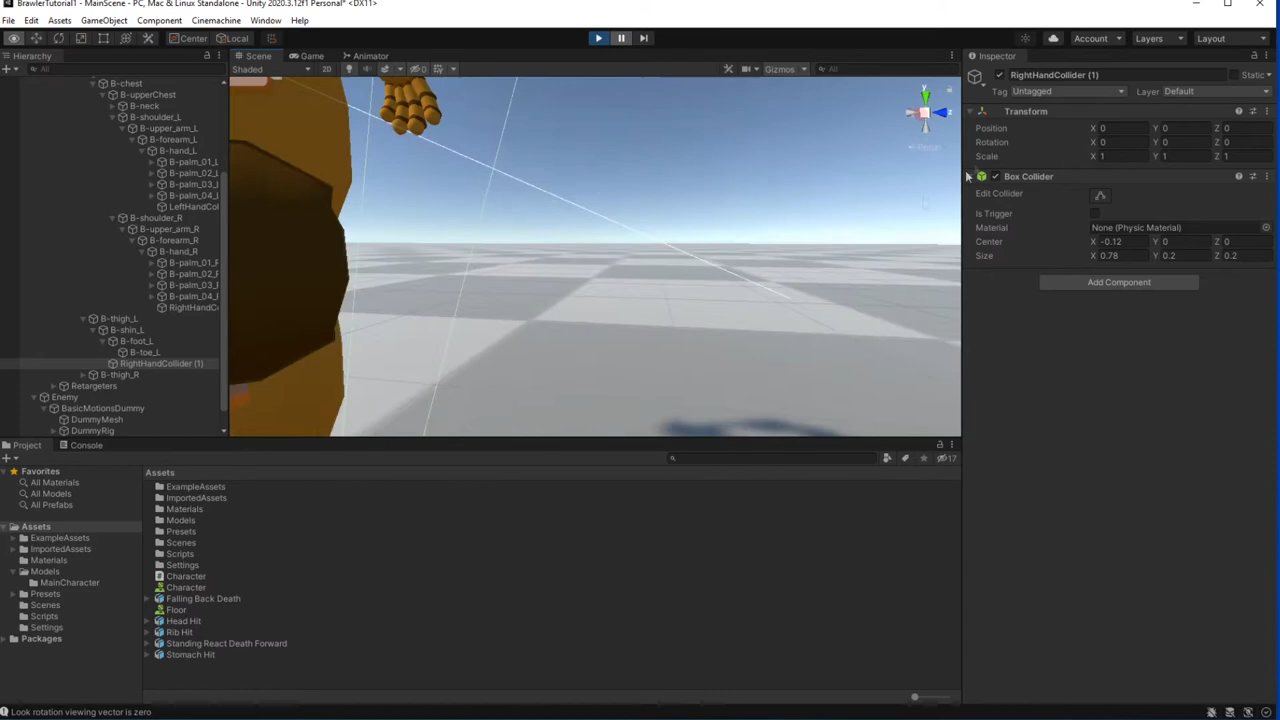 BrawlerTutorial1 - MainScene - PC, Mac & Linux Standalone - Unity 2020.3.12f1 Personal* <DX11>
File Edit Assets GameObject Component Cinemachine Window Help
Center Local Account Layers Layout
Hierarchy Scene Game Animator Inspector
All Shaded 2D 0 Gizmos All
RightHandCollider (1) Static
Tag Untagged Layer Default
B-chest
B-upperChest
B-neck
B-shoulder_L
B-upper_arm_L
B-forearm_L
B-hand_L
B-palm_01_L
B-palm_02_L
B-palm_03_L
B-palm_04_L
LeftHandCol
B-shoulder_R
B-upper_arm_R
B-forearm_R
B-hand_R
B-palm_01_R
B-palm_02_R
B-palm_03_R
B-palm_04_R
RightHandCo
B-thigh_L
B-shin_L
B-foot_L
B-toe_L
RightHandCollider (1)
B-thigh_R
Retargeters
Enemy
BasicMotionsDummy
DummyMesh
DummyRig
y
z
Persp
Transform
Position X 0 Y 0 Z 0
Rotation X 0 Y 0 Z 0
Scale X 1 Y 1 Z 1
Box Collider
Edit Collider
Is Trigger
Material None (Physic Material)
Center X -0.12 Y 0 Z 0
Size X 0.78 Y 0.2 Z 0.2
Add Component
Project Console
17
Favorites
All Materials
All Models
All Prefabs
Assets
ExampleAssets
ImportedAssets
Materials
Models
MainCharacter
Presets
Scenes
Scripts
Settings
Packages
Assets
ExampleAssets
ImportedAssets
Materials
Models
Presets
Scenes
Scripts
Settings
Character
Character
Falling Back Death
Floor
Head Hit
Rib Hit
Standing React Death Forward
Stomach Hit
Look rotation viewing vector is zero